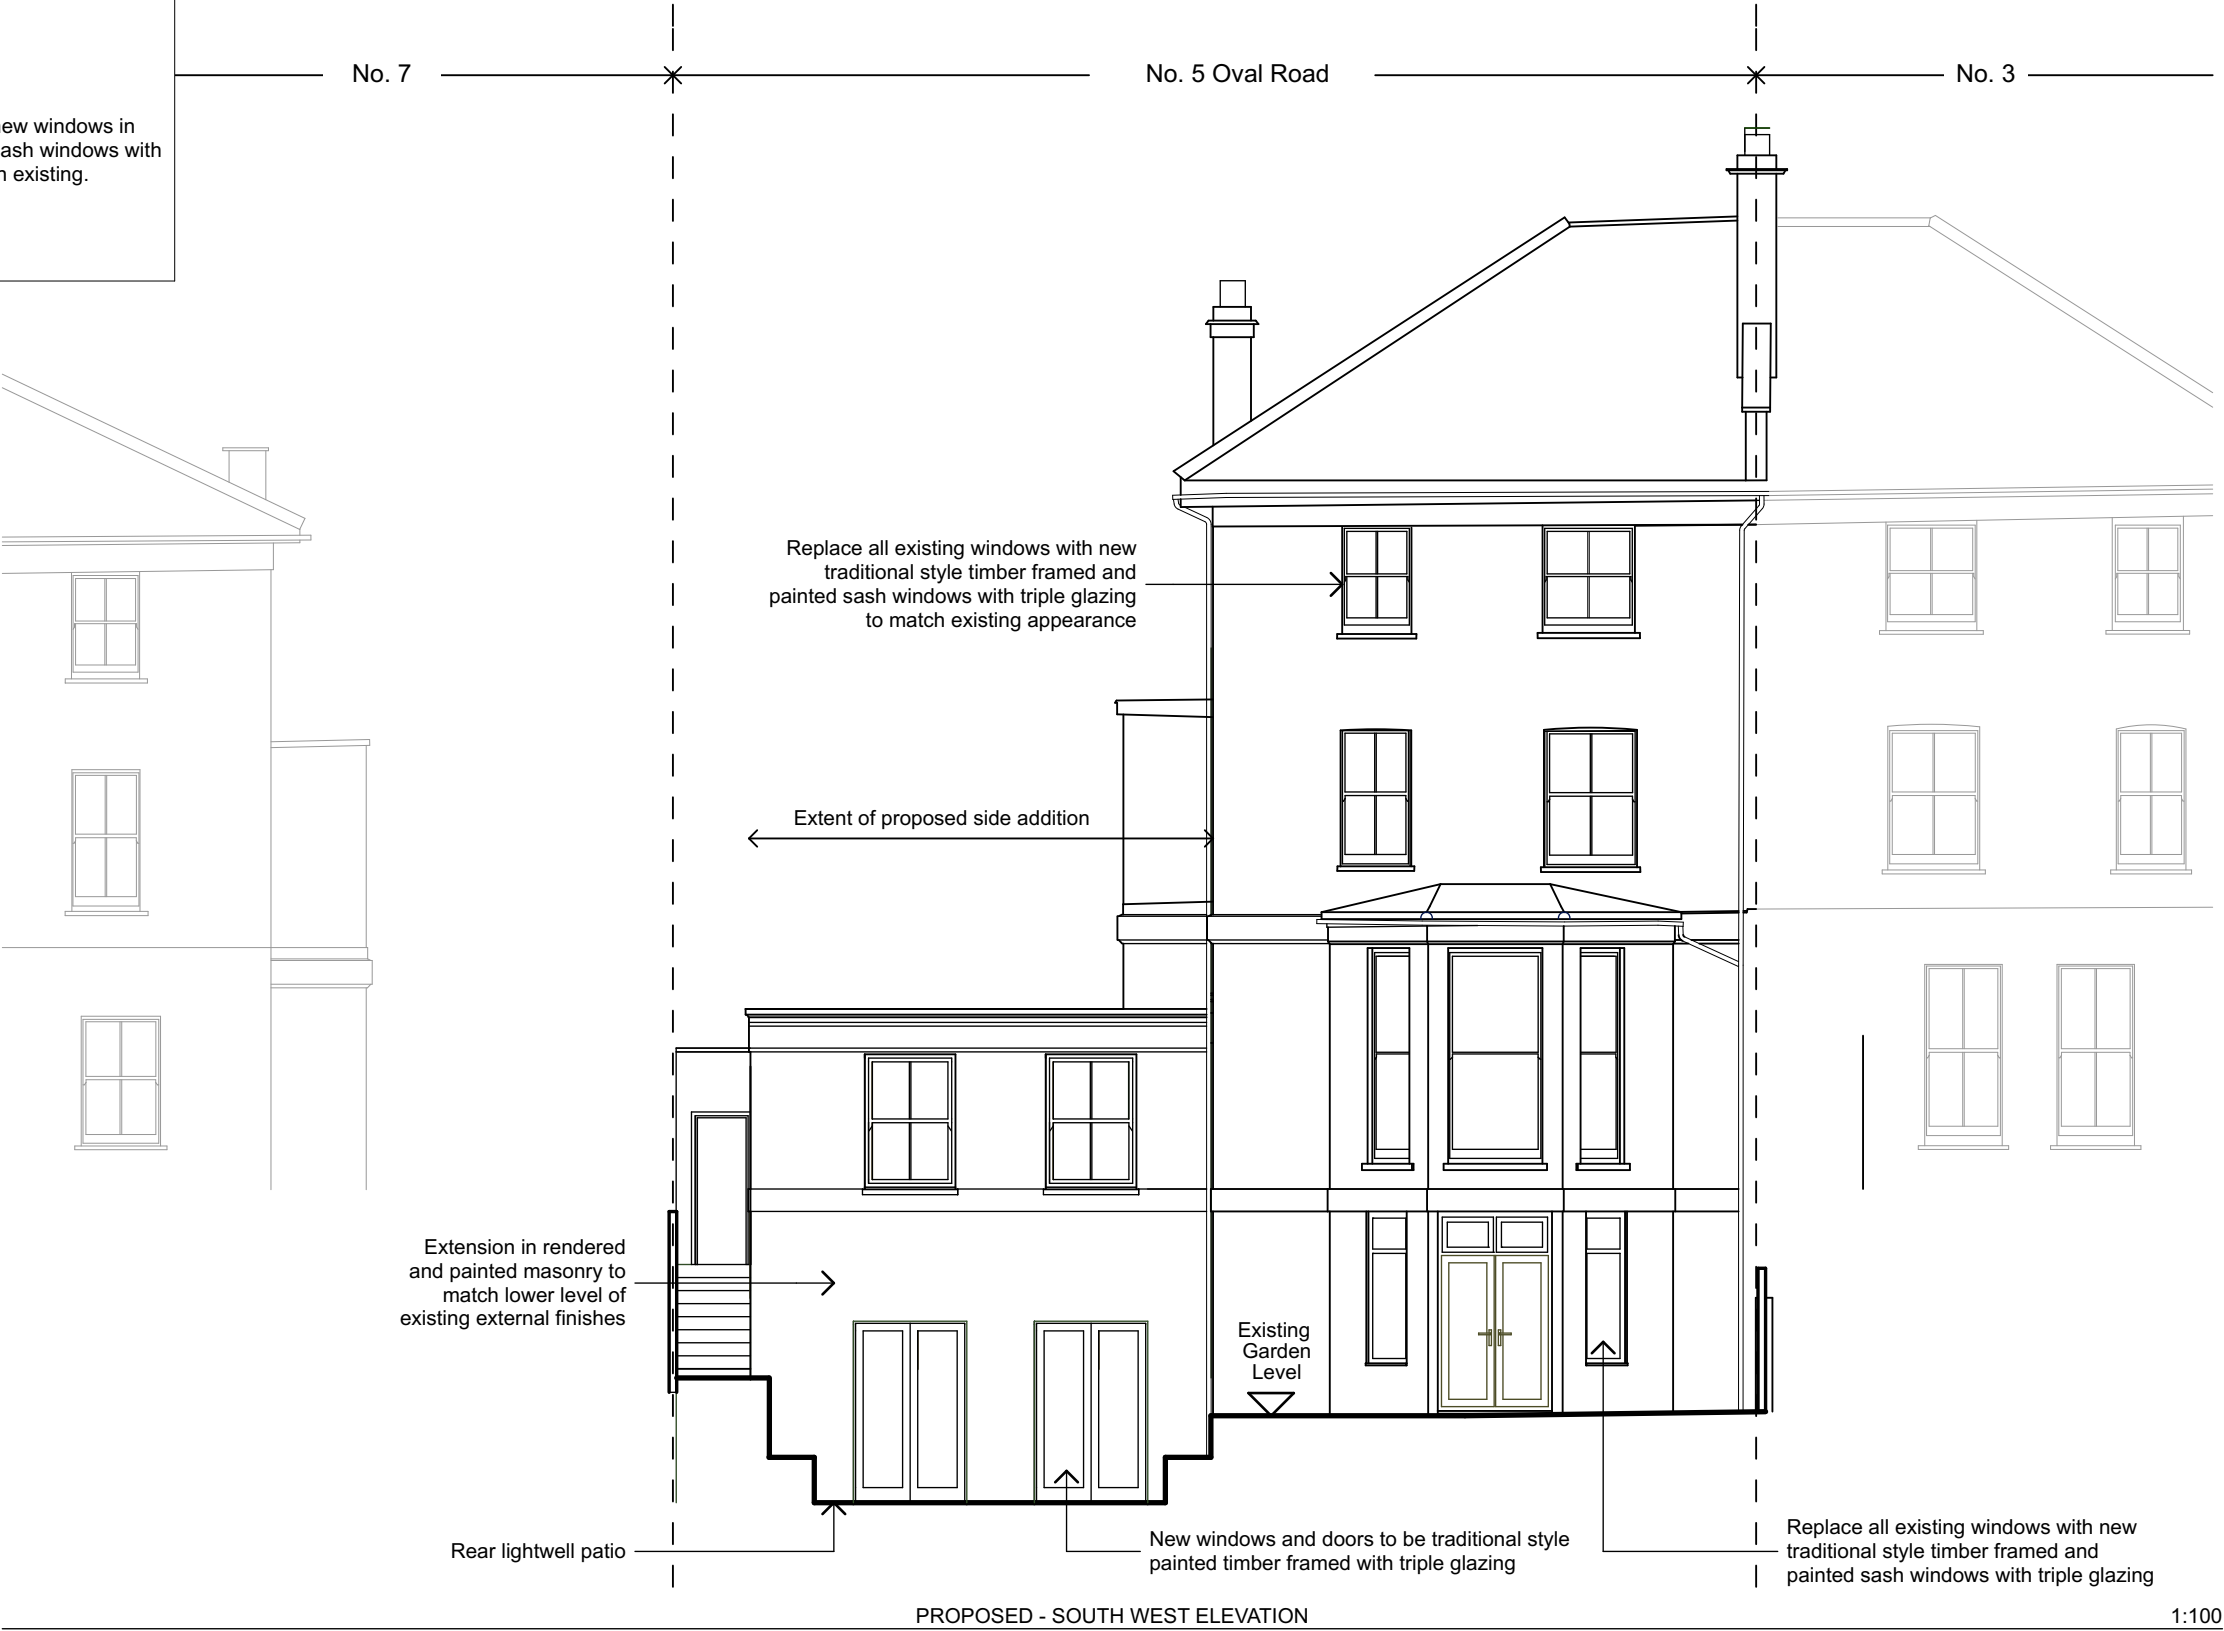 No. 7
No. 5 Oval Road
No. 3
windows in
windows with
existing.
Replace all existing windows with new
traditional style timber framed and
painted sash windows with triple glazing
to match existing appearance
Extent of proposed side addition
Extension in rendered
and painted masonry to
match lower level of
existing external finishes
Existing
Garden
Level
Rear lightwell patio
New windows and doors to be traditional style
painted timber framed with triple glazing
Replace all existing windows with new
traditional style timber framed and
painted sash windows with triple glazing
PROPOSED - SOUTH WEST ELEVATION
1:100